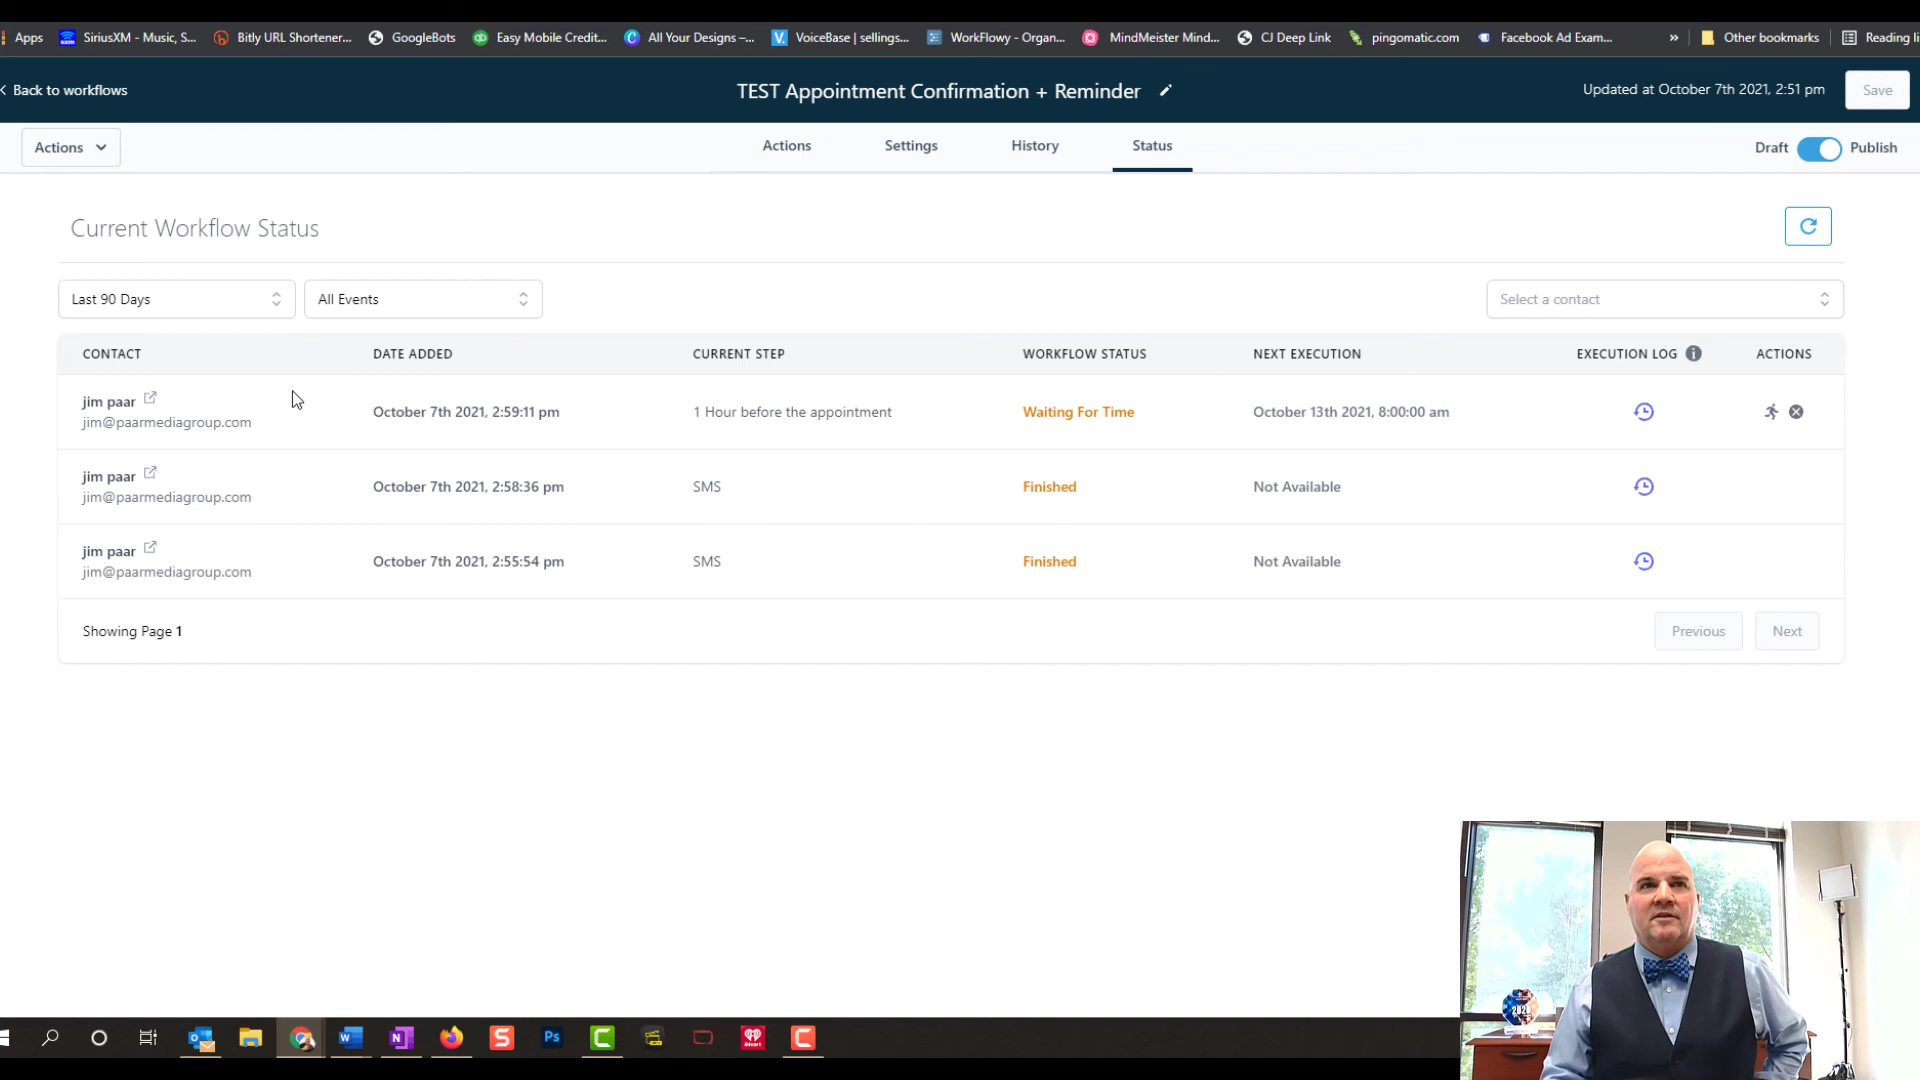 Apps SiriusXM - Music, S... Bitly URL Shortener... GoogleBots Easy Mobile Credit... All Your Designs –... VoiceBase | sellings... WorkFlowy - Organ... MindMeister Mind... CJ Deep Link pingomatic.com Facebook Ad Exam... » Other bookmarks Reading li
Back to workflows TEST Appointment Confirmation + Reminder Updated at October 7th 2021, 2:51 pm Save
Actions Actions Settings History Status Draft Publish
Current Workflow Status
Last 90 Days All Events Select a contact
CONTACT DATE ADDED CURRENT STEP WORKFLOW STATUS NEXT EXECUTION EXECUTION LOG ACTIONS
jim paar
jim@paarmediagroup.com October 7th 2021, 2:59:11 pm 1 Hour before the appointment Waiting For Time October 13th 2021, 8:00:00 am
jim paar
jim@paarmediagroup.com October 7th 2021, 2:58:36 pm SMS Finished Not Available
jim paar
jim@paarmediagroup.com October 7th 2021, 2:55:54 pm SMS Finished Not Available
Showing Page 1 Previous Next